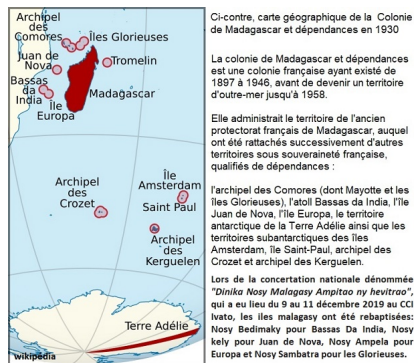 Archipel
des
Comores
Îles Glorieuses
Juan de
Nova
Tromelin
Bassas
da
India
Madagascar
Île
Europa
Archipel
des
Crozet
Île
Amsterdam
Saint Paul
Archipel
des
Kerguelen
Terre Adélie
wikipédia
Ci-contre, carte géographique de la Colonie
de Madagascar et dépendances en 1930
La colonie de Madagascar et dépendances
est une colonie française ayant existé de
1897 à 1946, avant de devenir un territoire
d'outre-mer jusqu'à 1958.
Elle administrait le territoire de l'ancien
protectorat français de Madagascar, auquel
ont été rattachés successivement d'autres
territoires sous souveraineté française,
qualifiés de dépendances :
l'archipel des Comores (dont Mayotte et les
îles Glorieuses), l'atoll Bassas da India, l'île
Juan de Nova, l'île Europa, le territoire
antarctique de la Terre Adélie ainsi que les
territoires subantarctiques des îles
Amsterdam, île Saint-Paul, archipel des
Crozet et archipel des Kerguelen.
Lors de la concertation nationale dénommée
"Dinika Nosy Malagasy Ampitao ny hevitrao",
qui a eu lieu du 9 au 11 décembre 2019 au CCI
Ivato, les iles malagasy ont été rebaptisées:
Nosy Bedimaky pour Bassas Da India, Nosy
kely pour Juan de Nova, Nosy Ampela pour
Europa et Nosy Sambatra pour les Glorieuses.